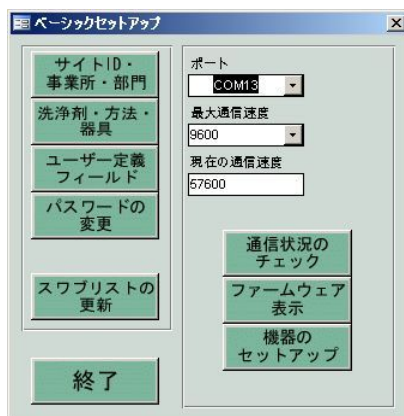 ベーシックセットアップ
サイトID・
事業所・部門
洗浄剤・方法・
器具
ユーザー定義
フィールド
パスワードの
変更
スワブリストの
更新
終了
ポート
COM13
最大通信速度
9600
現在の通信速度
57600
通信状況の
チェック
ファームウェア
表示
機器の
セットアップ